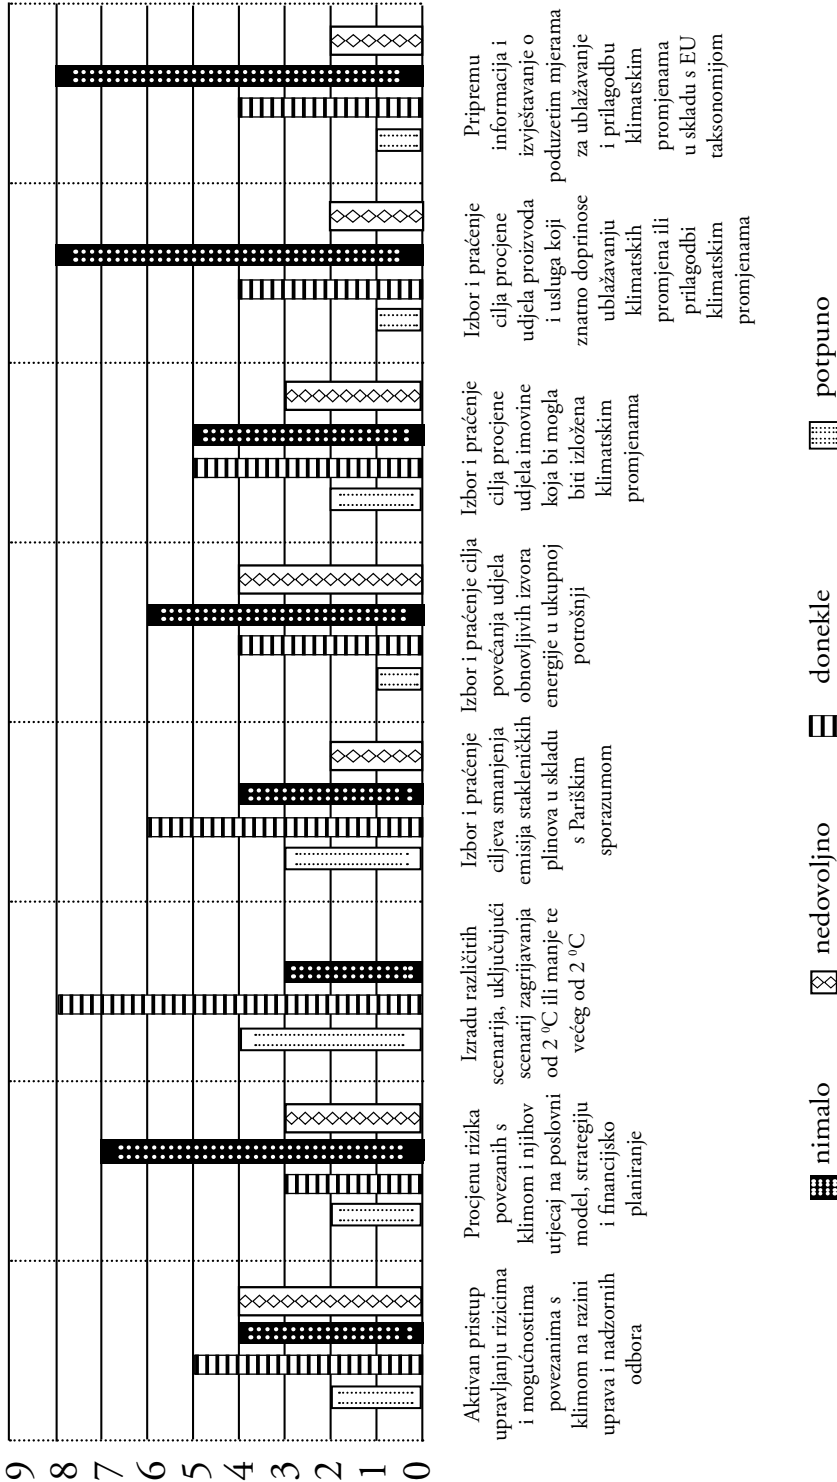 9
8
7
6
5
4
3
2
1
0
Aktivan pristup
upravljanju rizicima
i mogućnostima
povezanima s
klimom na razini
uprava i nadzornih
odbora
Procjenu rizika
povezanih s
klimom i njihov
utjecaj na poslovni
model, strategiju
i financijsko
planiranje
Izradu različitih
scenarija, uključujući
scenarij zagrijavanja
od 2 ⁰C ili manje te
većeg od 2 ⁰C
Izbor i praćenje
ciljeva smanjenja
emisija stakleničkih
plinova u skladu
s Pariškim
sporazumom
Izbor i praćenje cilja
povećanja udjela
obnovljivih izvora
energije u ukupnoj
potrošnji
Izbor i praćenje
cilja procjene
udjela imovine
koja bi mogla
biti izložena
klimatskim
promjenama
Izbor i praćenje
cilja procjene
udjela proizvoda
i usluga koji
znatno doprinose
ublažavanju
klimatskih
promjena ili
prilagodbi
klimatskim
promjenama
Pripremu
informacija i
izvještavanje o
poduzetim mjerama
za ublažavanje
i prilagodbu
klimatskim
promjenama
u skladu s EU
taksonomijom
nimalo
nedovoljno
donekle
potpuno